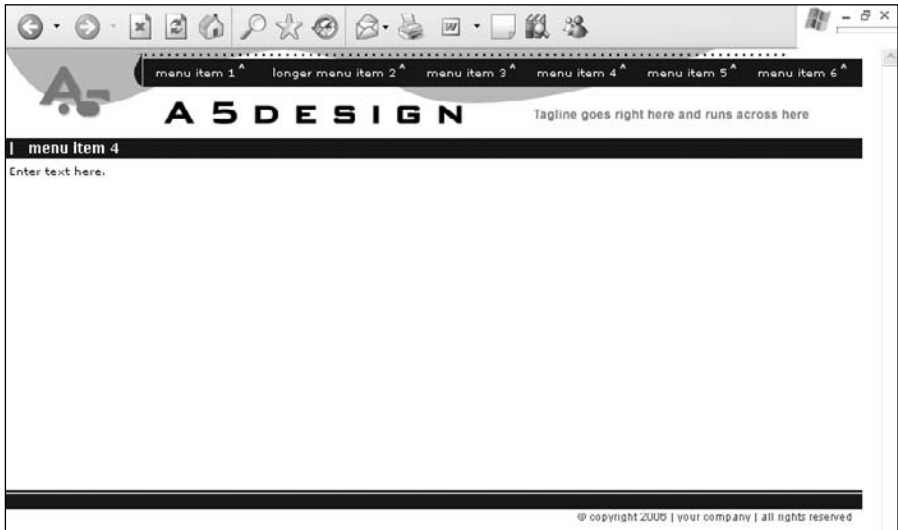 menu item 1^ longer menu item 2^ menu item 3^ menu item 4^ menu item 5^ menu item 6^
A5DESIGN Tagline goes right here and runs across here
| menu item 4
Enter text here.
© copyright 2006 | your company | all rights reserved